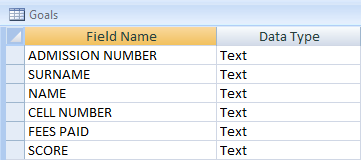 Goals
Field Name Data Type
ADMISSION NUMBER Text
SURNAME Text
NAME Text
CELL NUMBER Text
FEES PAID Text
SCORE Text